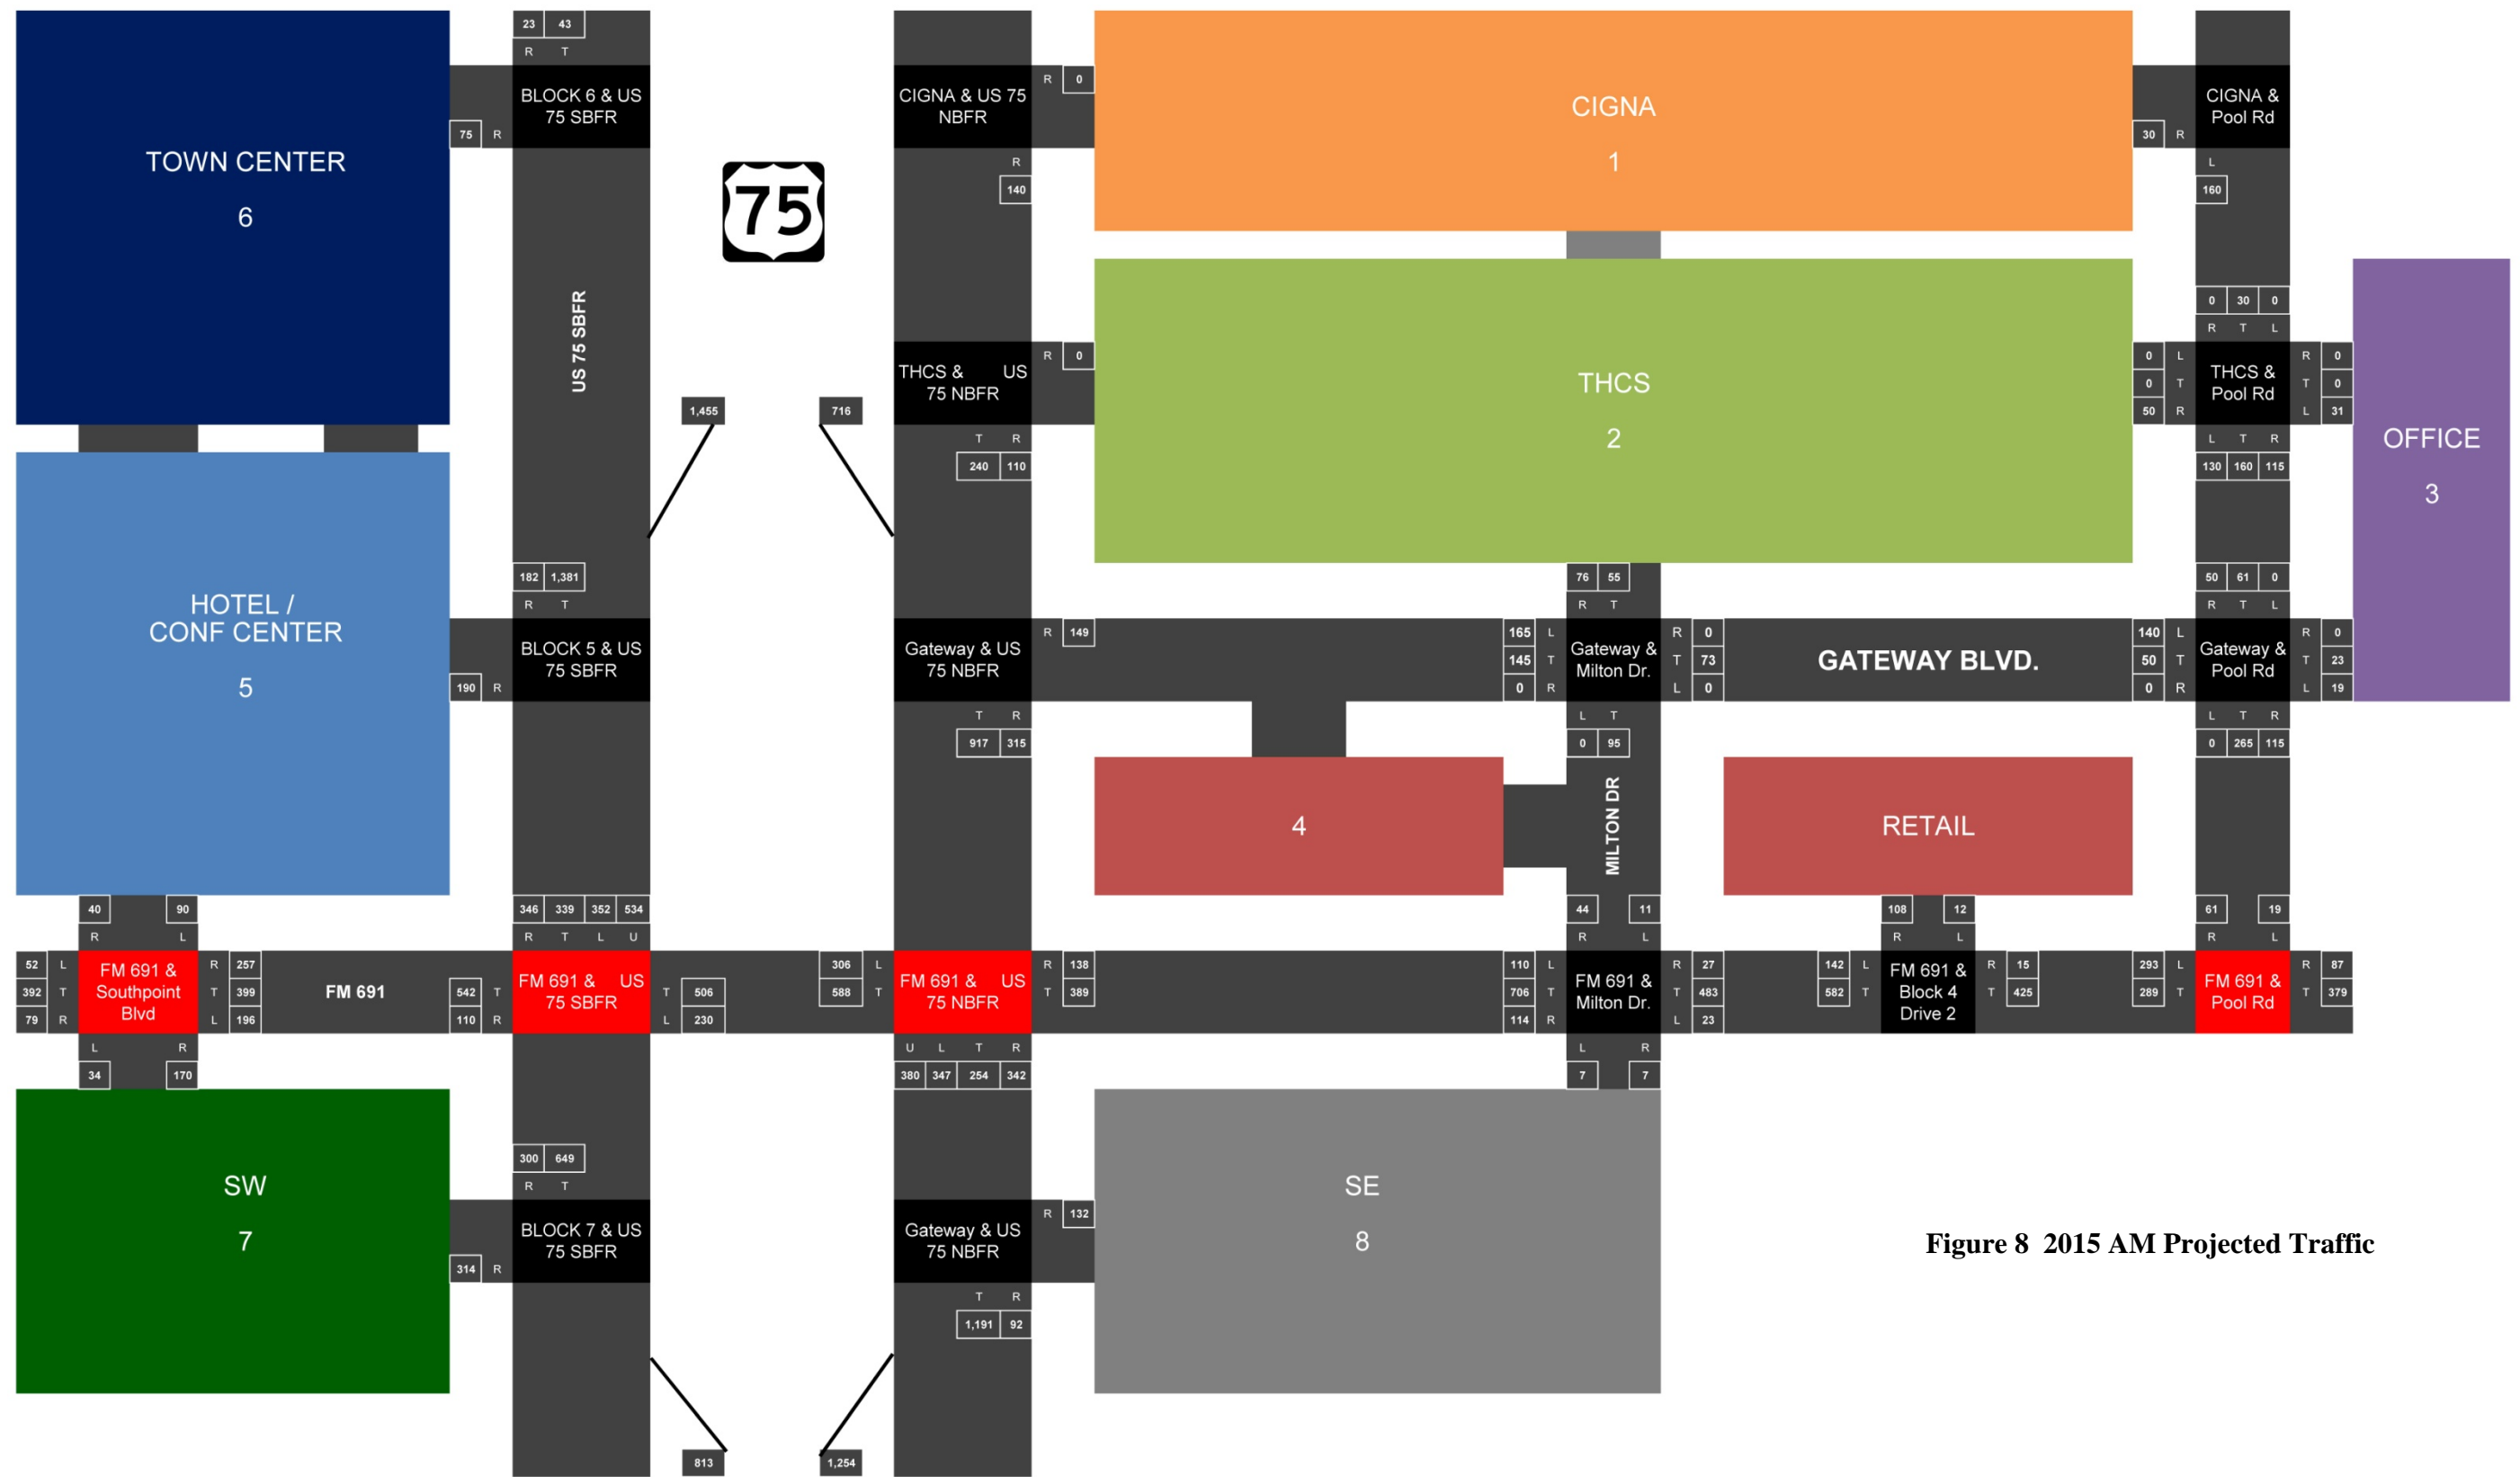 23 43
R T
BLOCK 6 & US
75 SBFR
75 R
TOWN CENTER
6
75
US 75 SBFR
R 0
CIGNA & US 75
NBFR
R
140
CIGNA
1
CIGNA &
Pool Rd
30 R
L
160
1,455
716
R 0
THCS & US
75 NBFR
T R
240 110
THCS
2
0 30 0
R T L
0 L
0 T
50 R
THCS &
Pool Rd
R 0
T 0
L 31
L T R
130 160 115
OFFICE
3
HOTEL /
CONF CENTER
5
182 1,381
R T
BLOCK 5 & US
75 SBFR
190 R
R 149
Gateway & US
75 NBFR
T R
917 315
76 55
R T
165 L
145 T
0 R
Gateway &
Milton Dr.
R 0
T 73
L 0
L T
0 95
GATEWAY BLVD.
50 61 0
R T L
140 L
50 T
0 R
Gateway &
Pool Rd
R 0
T 23
L 19
L T R
0 265 115
4
MILTON DR
RETAIL
40 90
R L
52 L
392 T
79 R
FM 691 &
Southpoint
Blvd
R 257
T 399
L 196
L R
34 170
FM 691
346 339 352 534
R T L U
542 T
110 R
FM 691 & US
75 SBFR
T 506
L 230
306 L
588 T
FM 691 & US
75 NBFR
R 138
T 389
U L T R
380 347 254 342
44 11
R L
110 L
706 T
114 R
FM 691 &
Milton Dr.
R 27
T 483
L 23
L R
7 7
108 12
R L
142 L
582 T
FM 691 &
Block 4
Drive 2
R 15
T 425
61 19
R L
293 L
289 T
FM 691 &
Pool Rd
R 87
T 379
SW
7
300 649
R T
BLOCK 7 & US
75 SBFR
314 R
R 132
Gateway & US
75 NBFR
T R
1,191 92
SE
8
Figure 8 2015 AM Projected Traffic
813
1,254